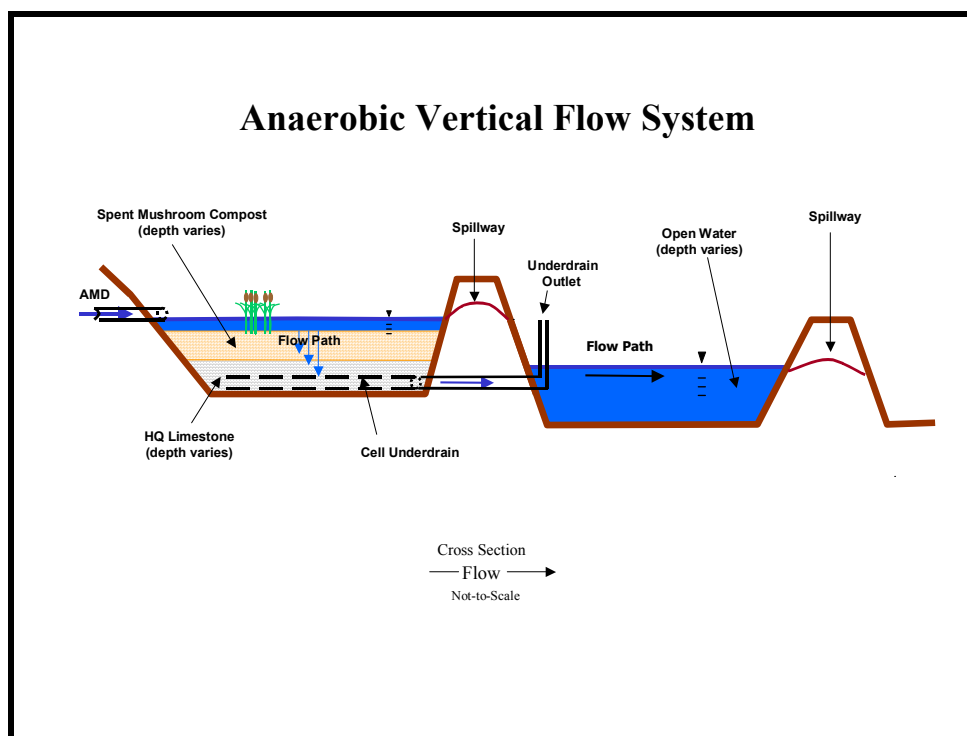 Anaerobic Vertical Flow System
Spent Mushroom Compost
(depth varies)
Spillway
Underdrain
Outlet
Open Water
(depth varies)
Spillway
AMD
Flow Path
Flow Path
HQ Limestone
(depth varies)
Cell Underdrain
Cross Section
Flow
Not-to-Scale